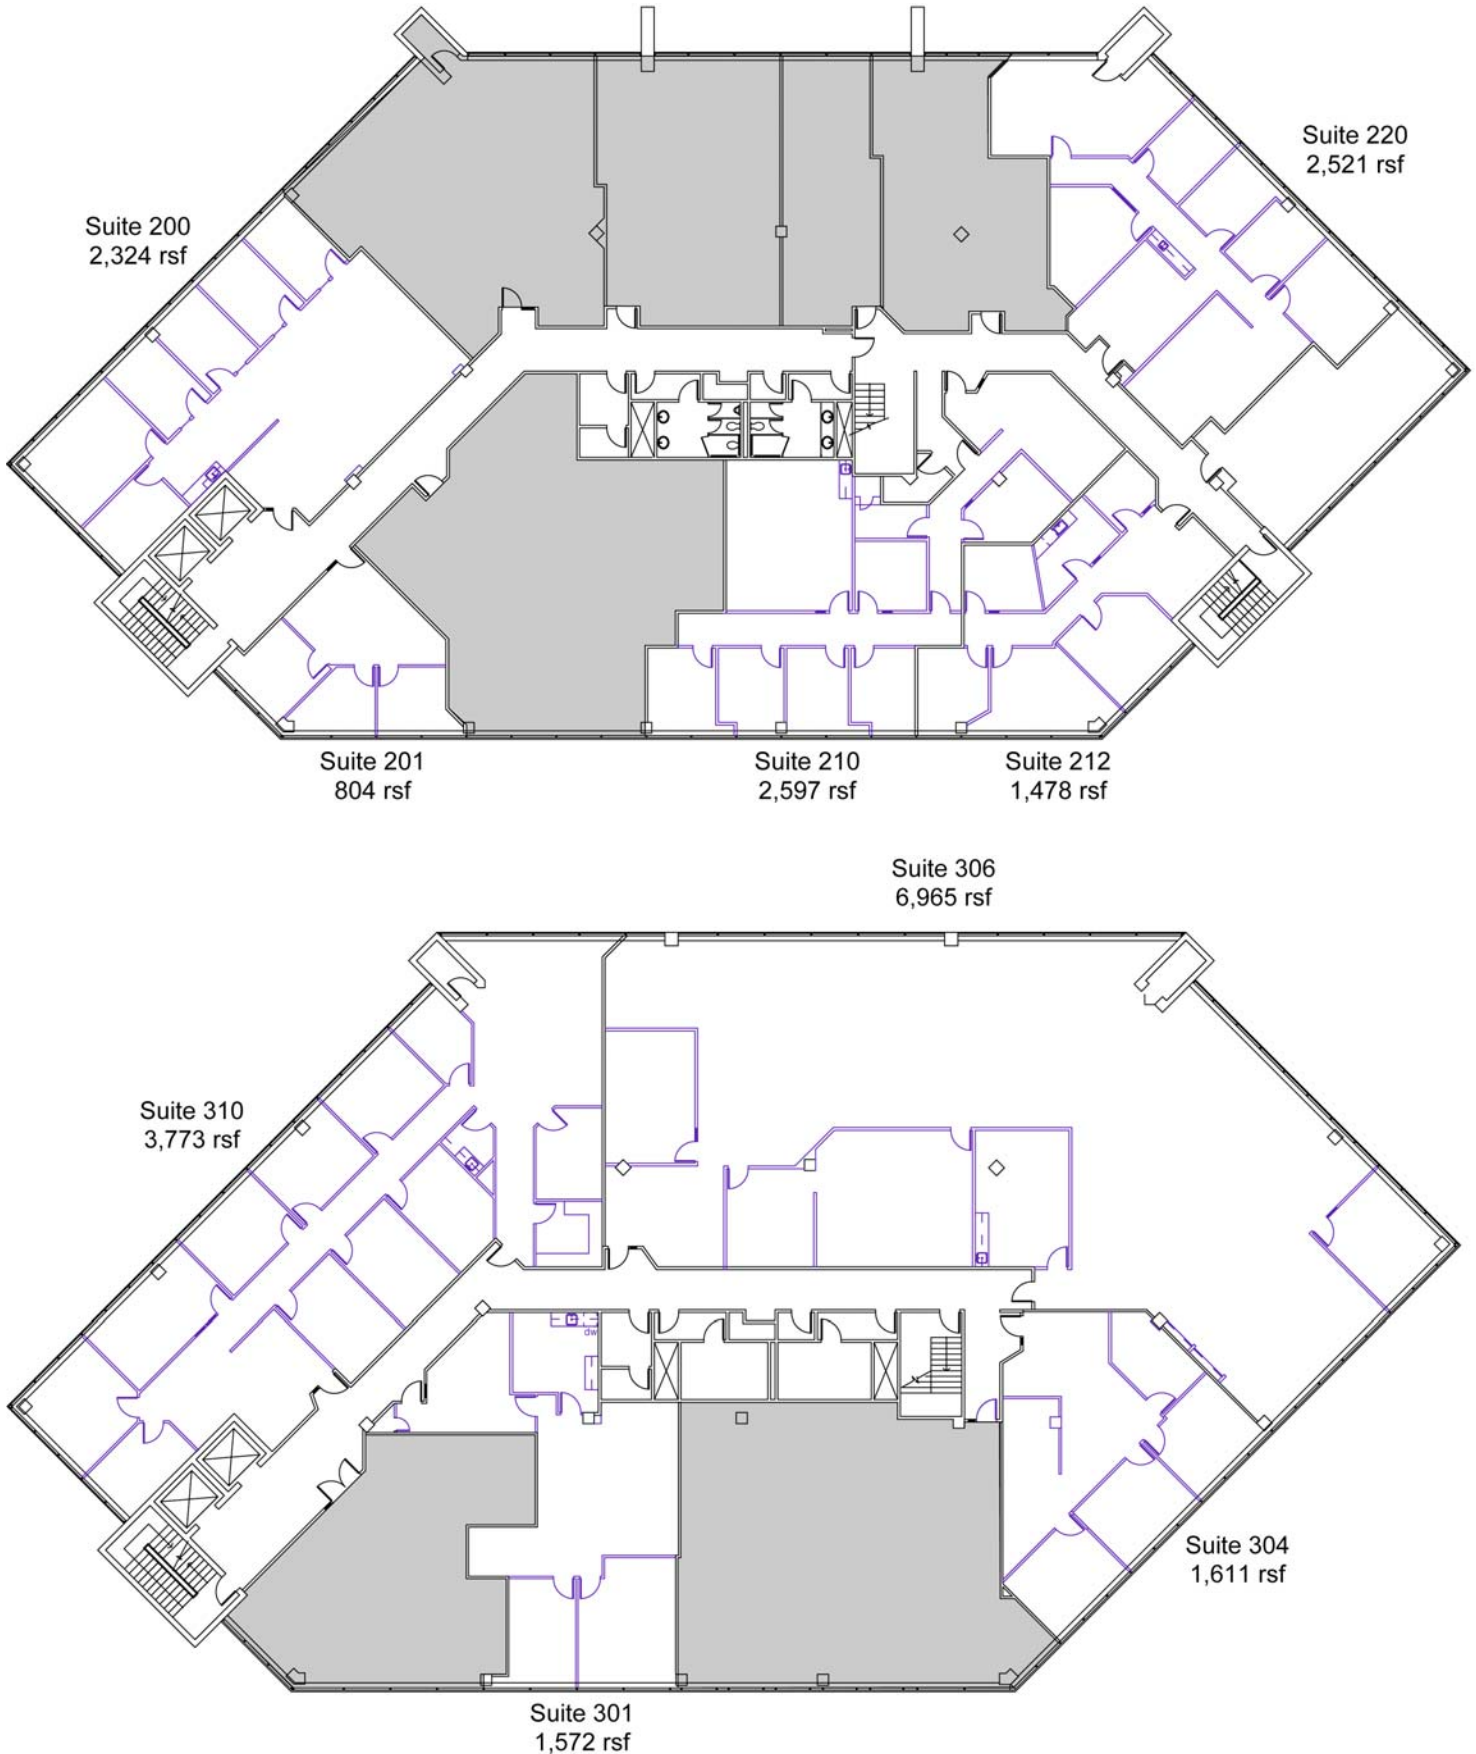 Suite 220
2,521 rsf
Suite 200
2,324 rsf
Suite 201
804 rsf
Suite 210
2,597 rsf
Suite 212
1,478 rsf
Suite 306
6,965 rsf
Suite 310
3,773 rsf
dw
Suite 304
1,611 rsf
Suite 301
1,572 rsf